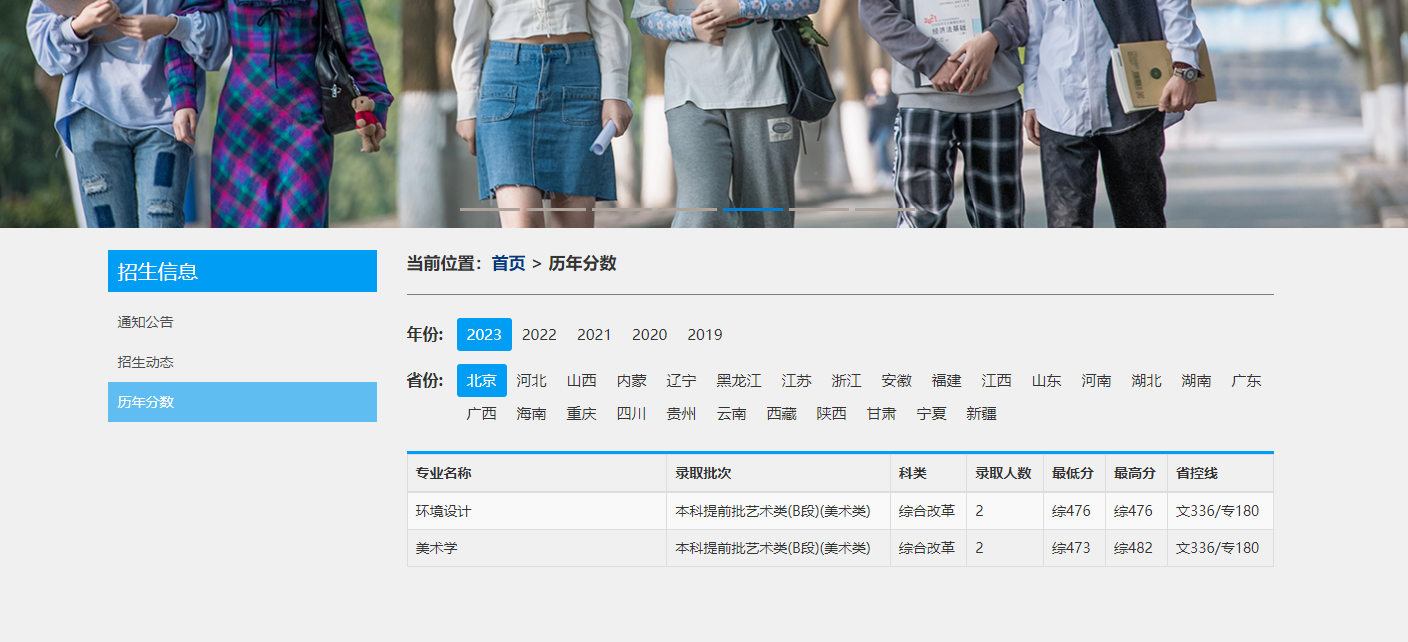 经济法基础
招生信息
通知公告
招生动态
历年分数
当前位置：首页 > 历年分数
年份: 2023 2022 2021 2020 2019
省份: 北京 河北 山西 内蒙 辽宁 黑龙江 江苏 浙江 安徽 福建 江西 山东 河南 湖北 湖南 广东
广西 海南 重庆 四川 贵州 云南 西藏 陕西 甘肃 宁夏 新疆
专业名称 录取批次 科类 录取人数 最低分 最高分 省控线
环境设计 本科提前批艺术类(B段)(美术类) 综合改革 2 综476 综476 文336/专180
美术学 本科提前批艺术类(B段)(美术类) 综合改革 2 综473 综482 文336/专180